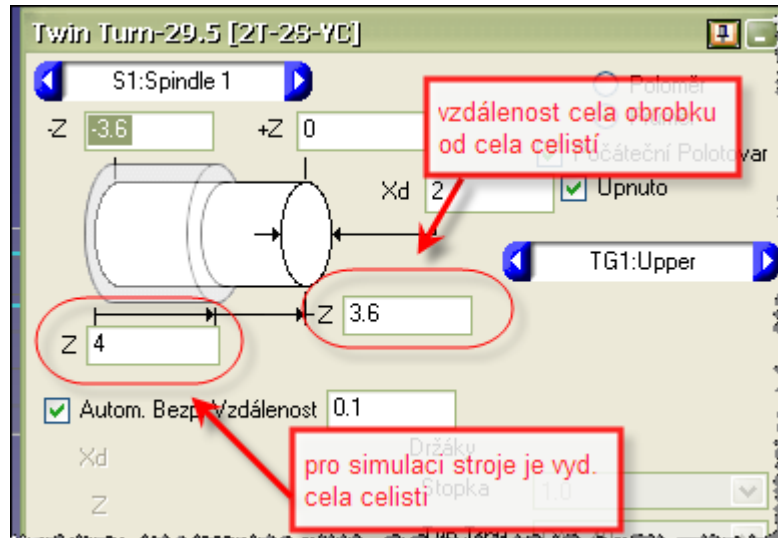 Twin Turn-29.5 [2T-2S-YC]
S1:Spindle 1
Poloměr
-Z -3.6 +Z 0
vzdálenost cela obrobku
od cela celistí
Počáteční Polotovar
Xd 2 Upnuto
TG1:Upper
Z 3.6
Z 4
Autom. Bezp. Vzdálenost 0.1
Držáky
Xd
pro simulaci stroje je vyd.
cela celisti
Stopka 1.0
Z